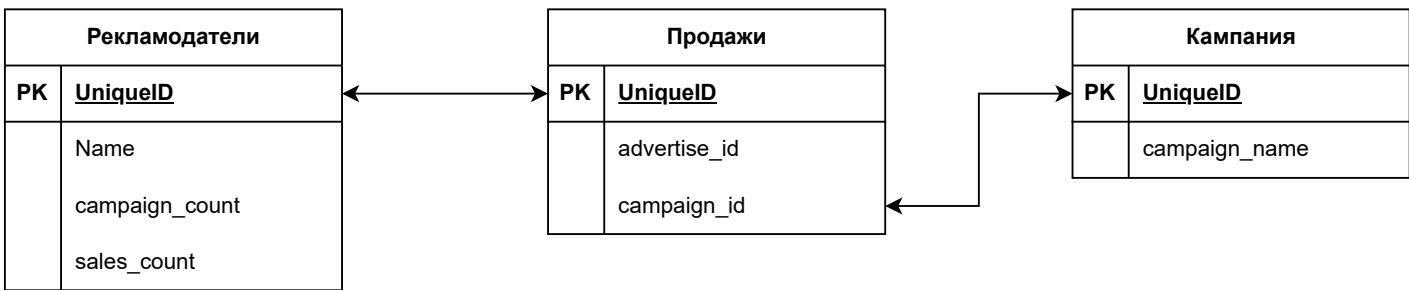 Рекламодатели
PK UniqueID
Name
campaign_count
sales_count
Продажи
PK UniqueID
advertise_id
campaign_id
Кампания
PK UniqueID
campaign_name